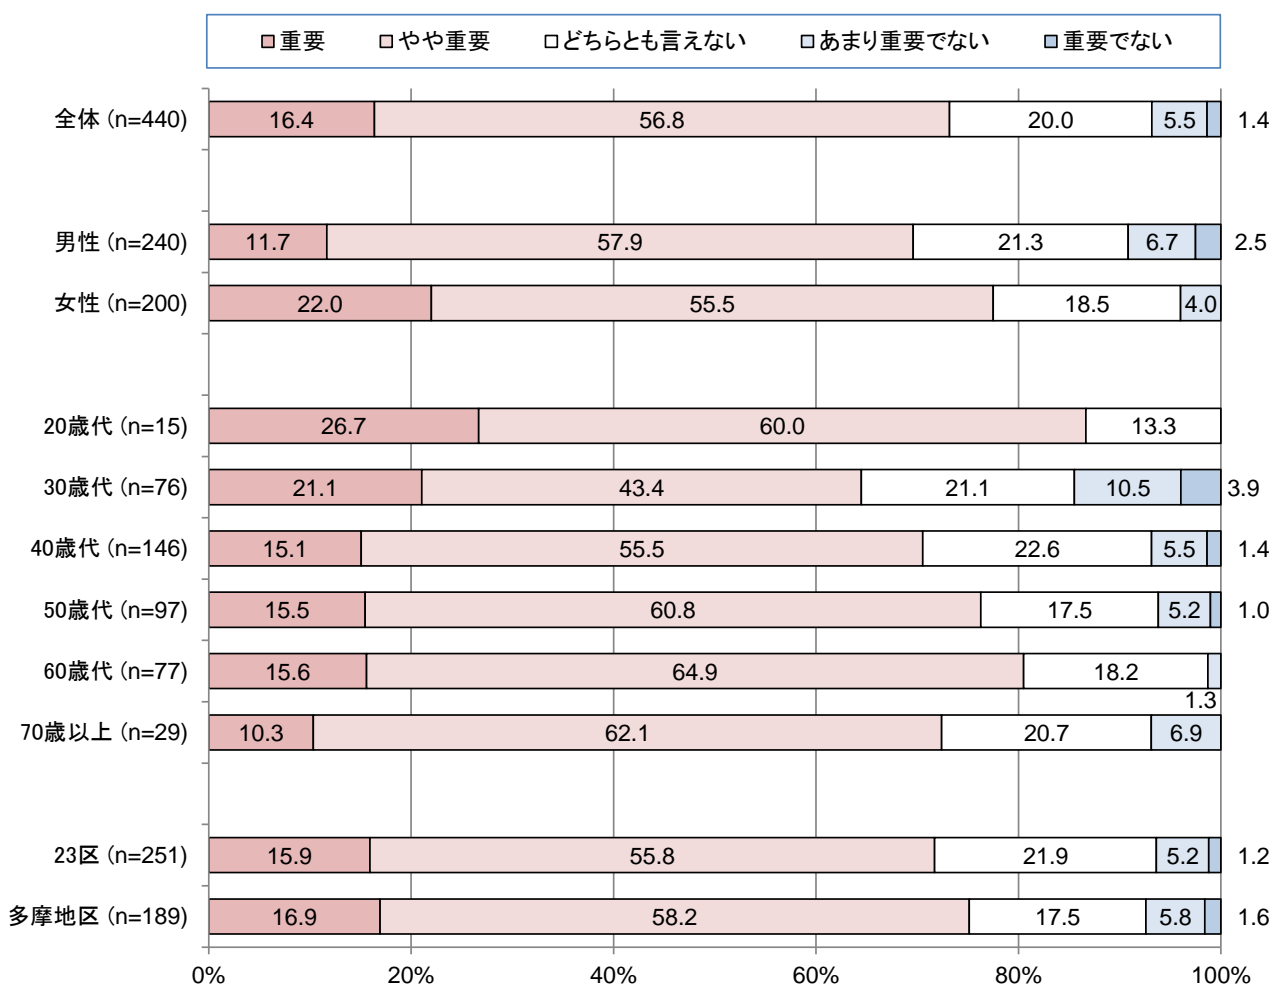 重要 やや重要 どちらとも言えない あまり重要でない 重要でない
全体 (n=440) 16.4 56.8 20.0 5.5 1.4
男性 (n=240) 11.7 57.9 21.3 6.7 2.5
女性 (n=200) 22.0 55.5 18.5 4.0
20歳代 (n=15) 26.7 60.0 13.3
30歳代 (n=76) 21.1 43.4 21.1 10.5 3.9
40歳代 (n=146) 15.1 55.5 22.6 5.5 1.4
50歳代 (n=97) 15.5 60.8 17.5 5.2 1.0
60歳代 (n=77) 15.6 64.9 18.2 1.3
70歳以上 (n=29) 10.3 62.1 20.7 6.9
23区 (n=251) 15.9 55.8 21.9 5.2 1.2
多摩地区 (n=189) 16.9 58.2 17.5 5.8 1.6
0% 20% 40% 60% 80% 100%